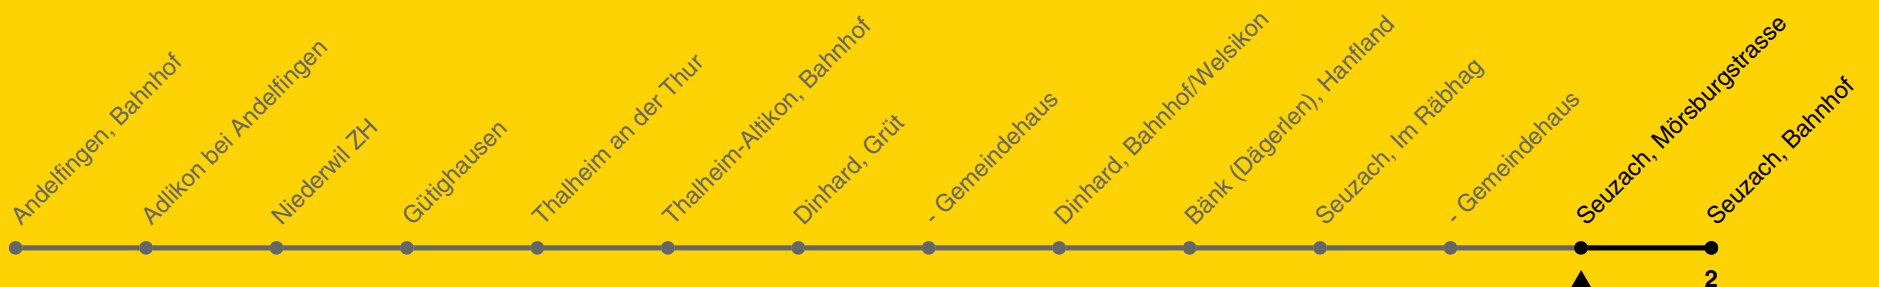 Andelfingen, Bahnhof
Adlikon bei Andelfingen
Niederwil ZH
Gütighausen
Thalheim an der Thur
Thalheim-Altikon, Bahnhof
Dinhard, Grüt
- Gemeindehaus
Dinhard, Bahnhof/Welsikon
Bänk (Dägerlen), Hanfland
Seuzach, Im Räbhag
- Gemeindehaus
Seuzach, Mörsburgstrasse
Seuzach, Bahnhof
2